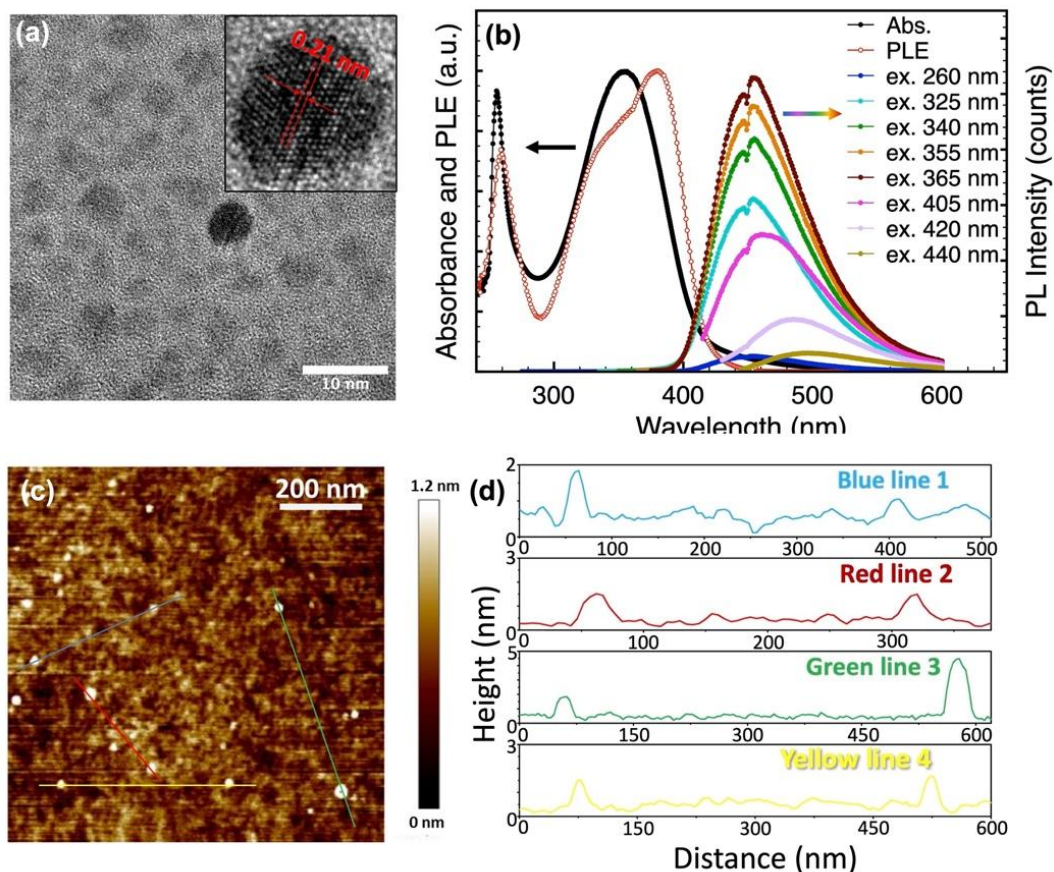 (a)
0.21 nm
10 nm
(b)
Absorbance and PLE (a.u.)
PL Intensity (counts)
Abs.
PLE
ex. 260 nm
ex. 325 nm
ex. 340 nm
ex. 355 nm
ex. 365 nm
ex. 405 nm
ex. 420 nm
ex. 440 nm
300 400 500 600
Wavelength (nm)
(c)
200 nm
1.2 nm
0 nm
(d)
Height (nm)
2
Blue line 1
0
0 100 200 300 410 500
3
Red line 2
0
100 200 320
5
Green line 3
0
150 300 450 600
3
Yellow line 4
0
0 150 300 450 600
Distance (nm)